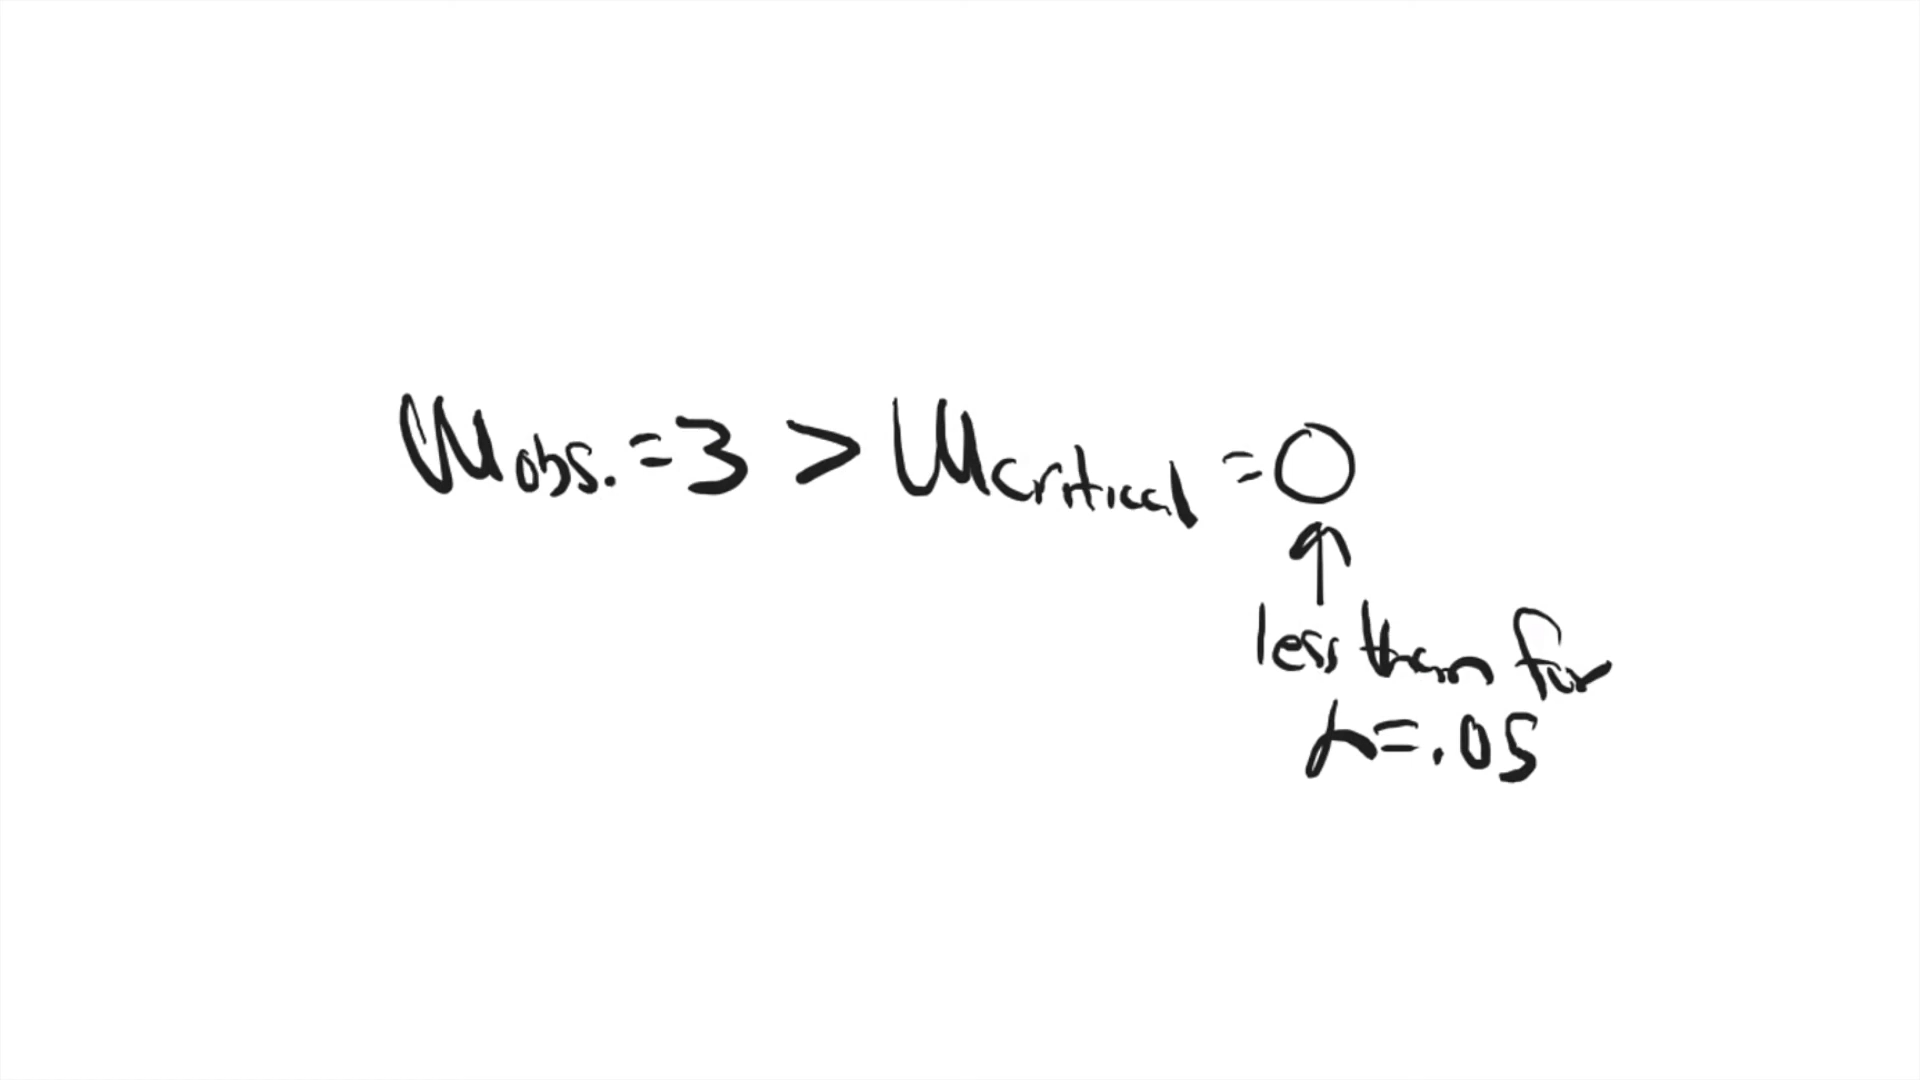 Wobs. = 3 > Wcritical = 0
↑
less than for
α = .05